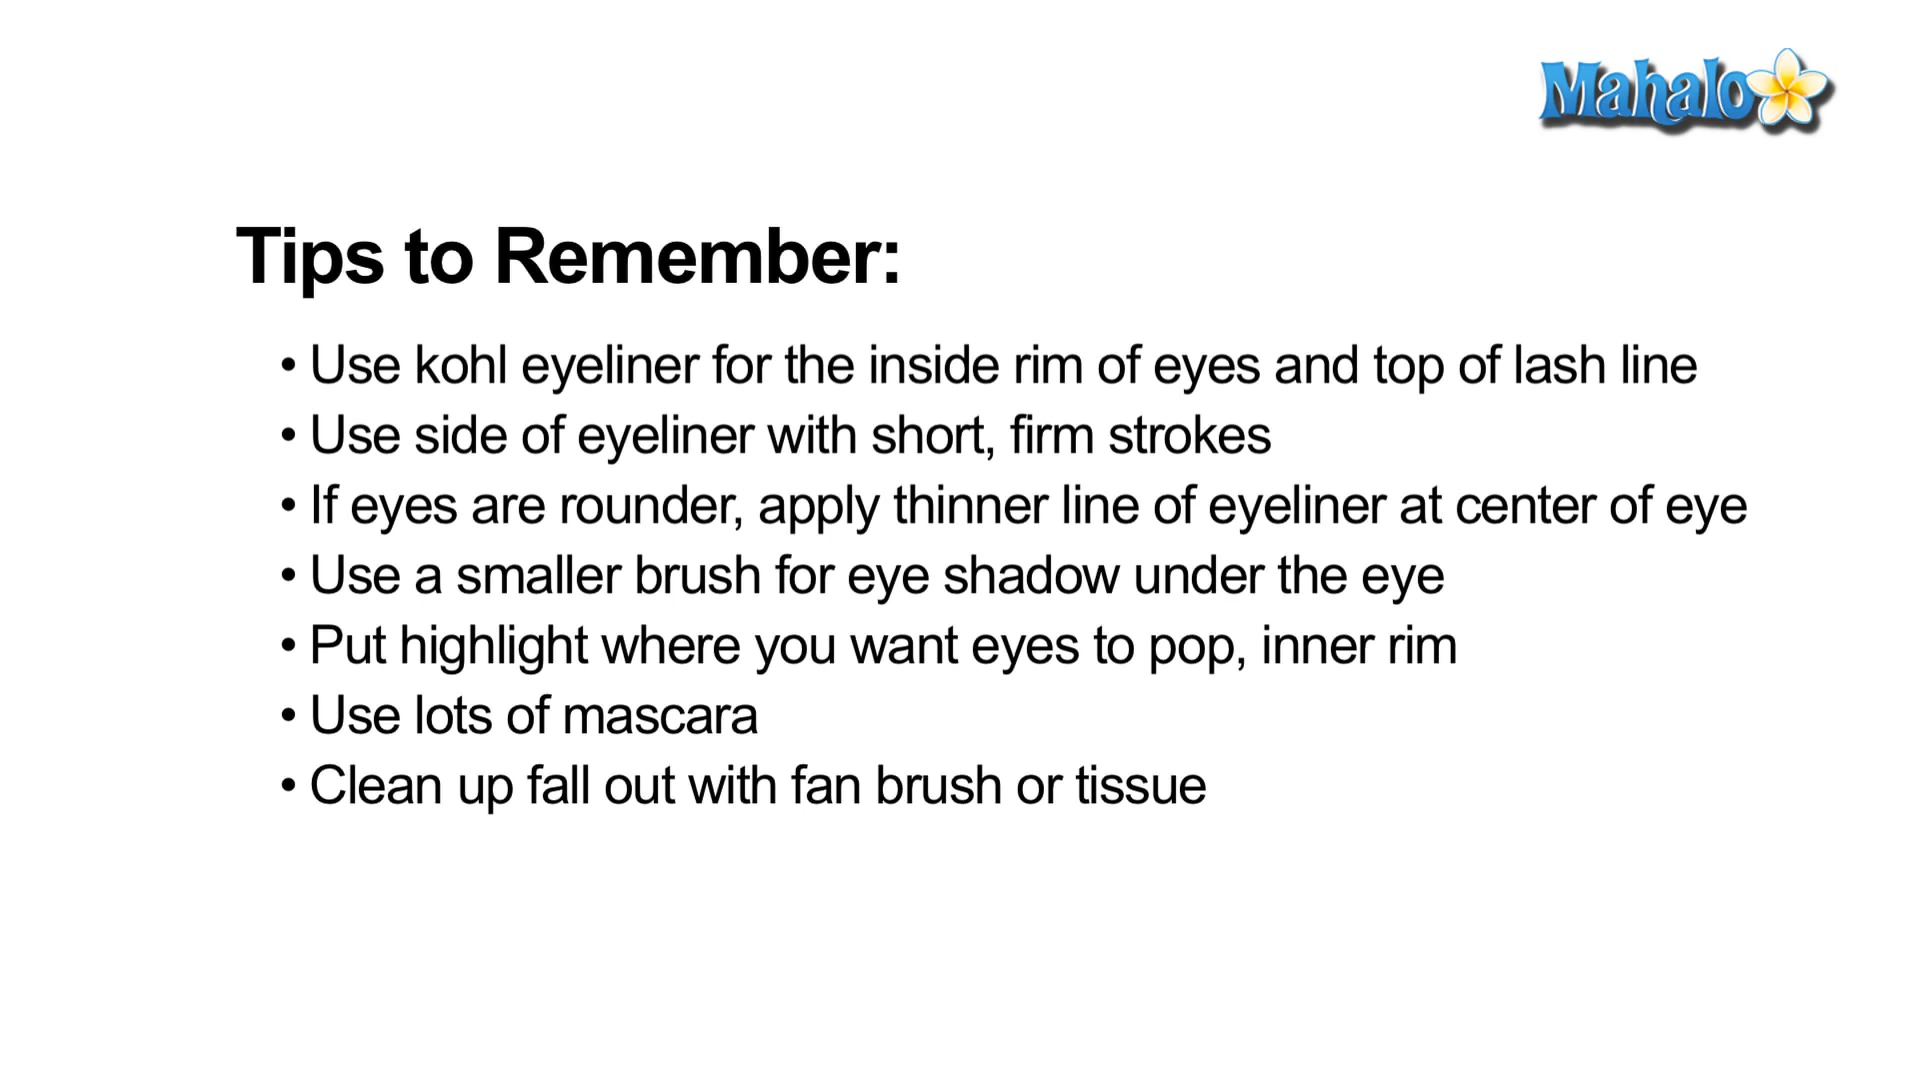 Mahalo
Tips to Remember:
• Use kohl eyeliner for the inside rim of eyes and top of lash line
• Use side of eyeliner with short, firm strokes
• If eyes are rounder, apply thinner line of eyeliner at center of eye
• Use a smaller brush for eye shadow under the eye
• Put highlight where you want eyes to pop, inner rim
• Use lots of mascara
• Clean up fall out with fan brush or tissue